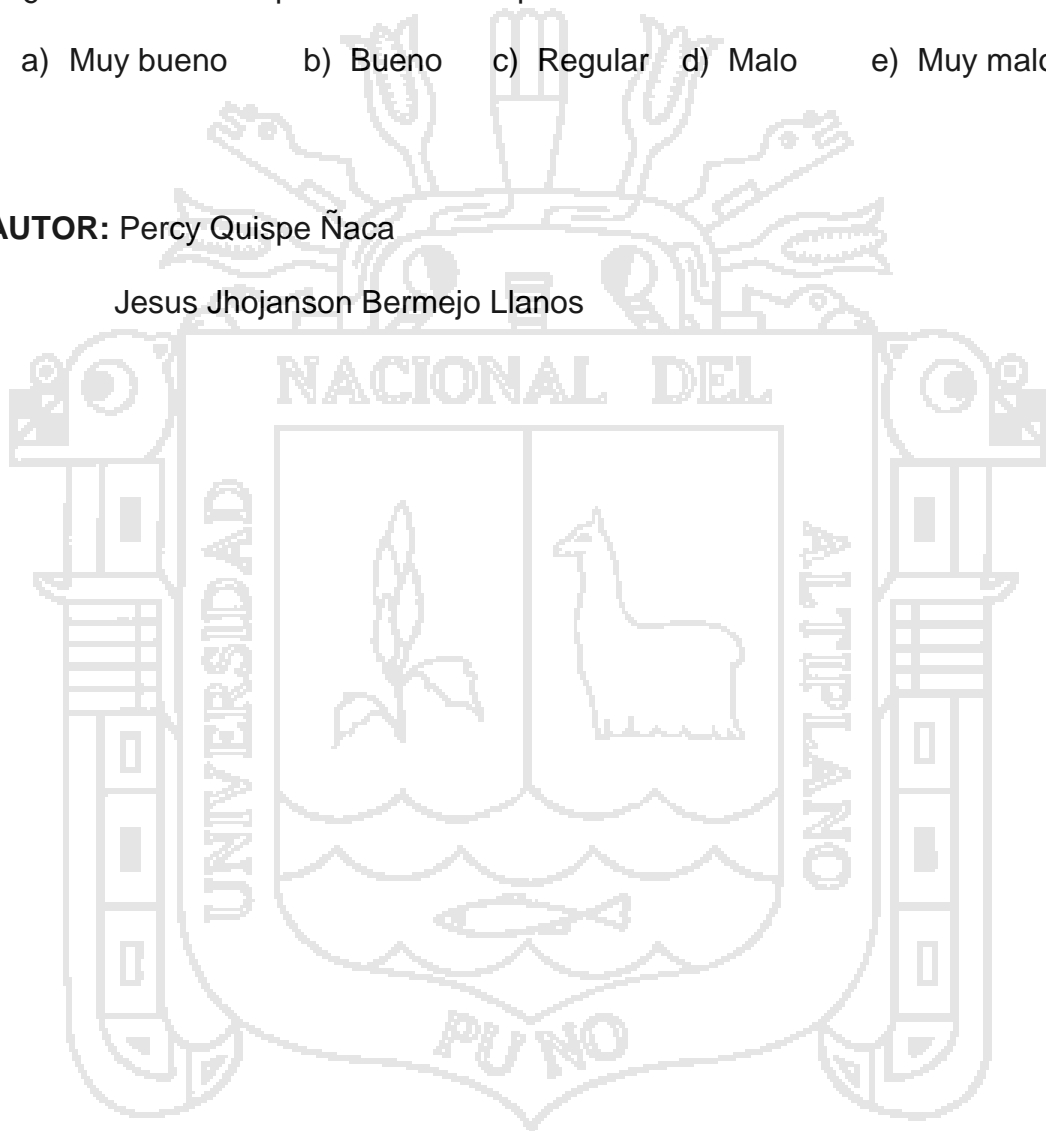 a) Muy bueno b) Bueno c) Regular d) Malo e) Muy malo
AUTOR: Percy Quispe Ñaca
Jesus Jhojanson Bermejo Llanos
NACIONAL DEL
UNIVERSIDAD
ALTIPLANO
PUNO